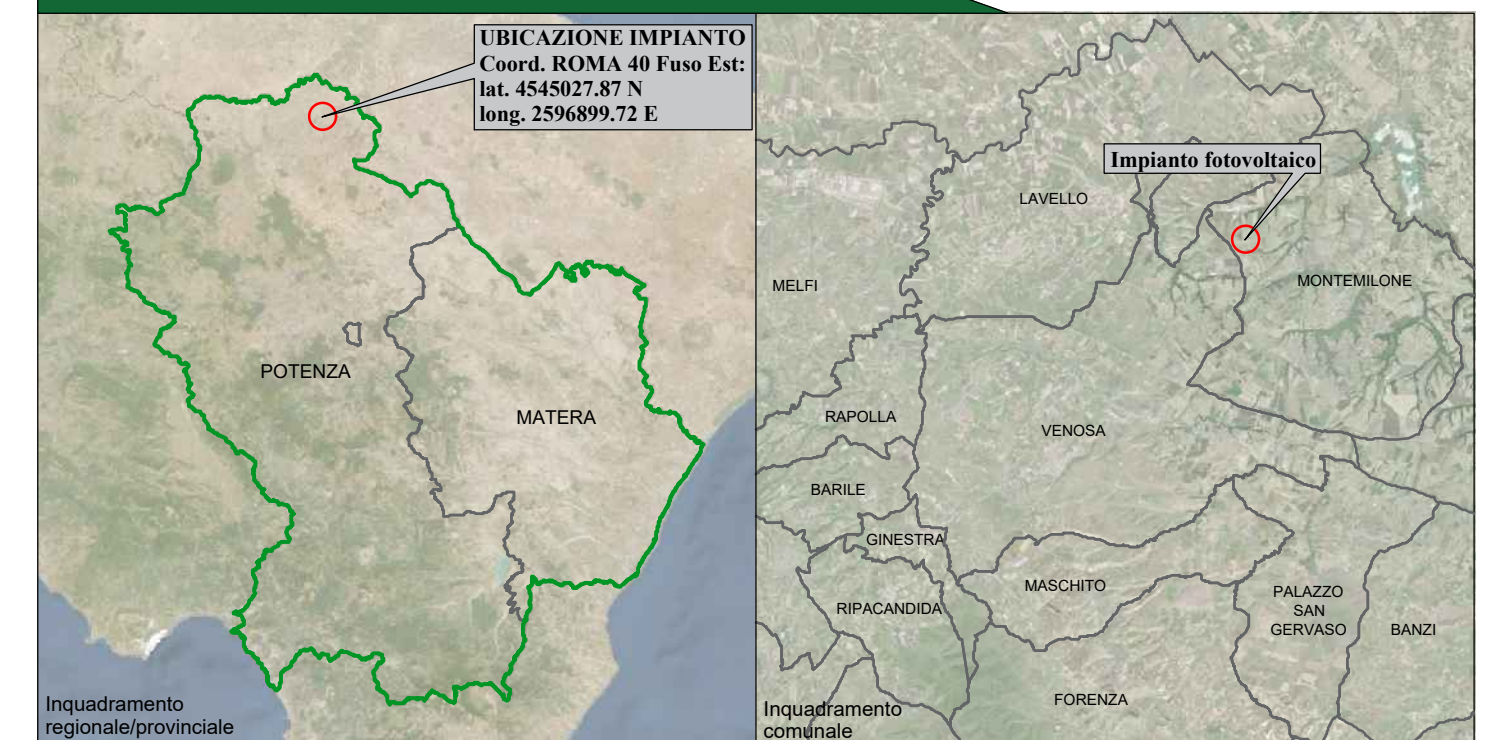 UBICAZIONE IMPIANTO
Coord. ROMA 40 Fuso Est:
lat. 4545027.87 N
long. 2596899.72 E
POTENZA
MATERA
Inquadramento
regionale/provinciale
Impianto fotovoltaico
LAVELLO
MELFI
MONTEMILONE
RAPOLLA
VENOSA
BARILE
GINESTRA
MASCHITO
RIPACANDIDA
PALAZZO
SAN
GERVASO
BANZI
FORENZA
Inquadramento
comunale